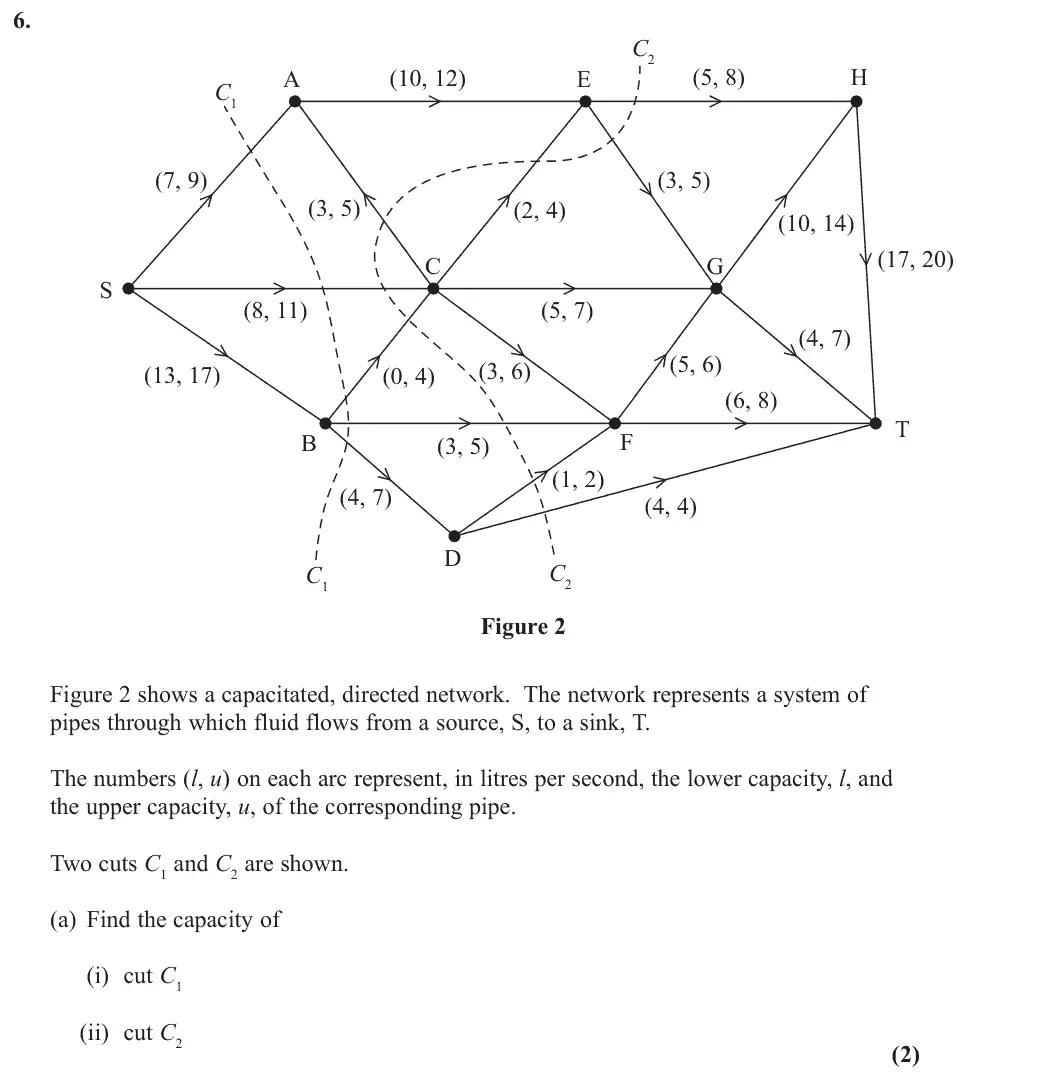 6.
C2
A
(10, 12)
E
(5, 8)
H
C1
(7, 9)
(3, 5)
(2, 4)
(3, 5)
(10, 14)
S
C
G
(17, 20)
(8, 11)
(5, 7)
(13, 17)
(0, 4)
(3, 6)
(5, 6)
(4, 7)
(6, 8)
B
(3, 5)
F
T
(4, 7)
(1, 2)
(4, 4)
D
C1
C2
Figure 2
Figure 2 shows a capacitated, directed network. The network represents a system of
pipes through which fluid flows from a source, S, to a sink, T.
The numbers (l, u) on each arc represent, in litres per second, the lower capacity, l, and
the upper capacity, u, of the corresponding pipe.
Two cuts C1 and C2 are shown.
(a) Find the capacity of
(i) cut C1
(ii) cut C2
(2)